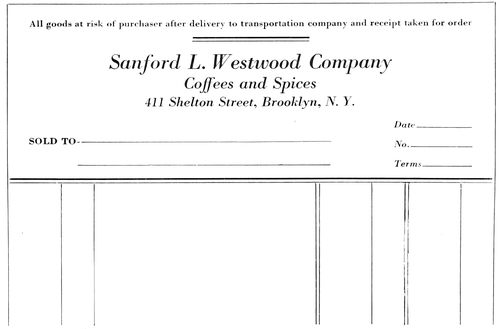 All goods at risk of purchaser after delivery to transportation company and receipt taken for order
Sanford L. Westwood Company
Coffees and Spices
411 Shelton Street, Brooklyn, N. Y.
Date
SOLD TO
No.
Terms